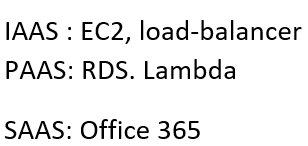 IAAS : EC2, load-balancer
PAAS: RDS. Lambda
SAAS: Office 365